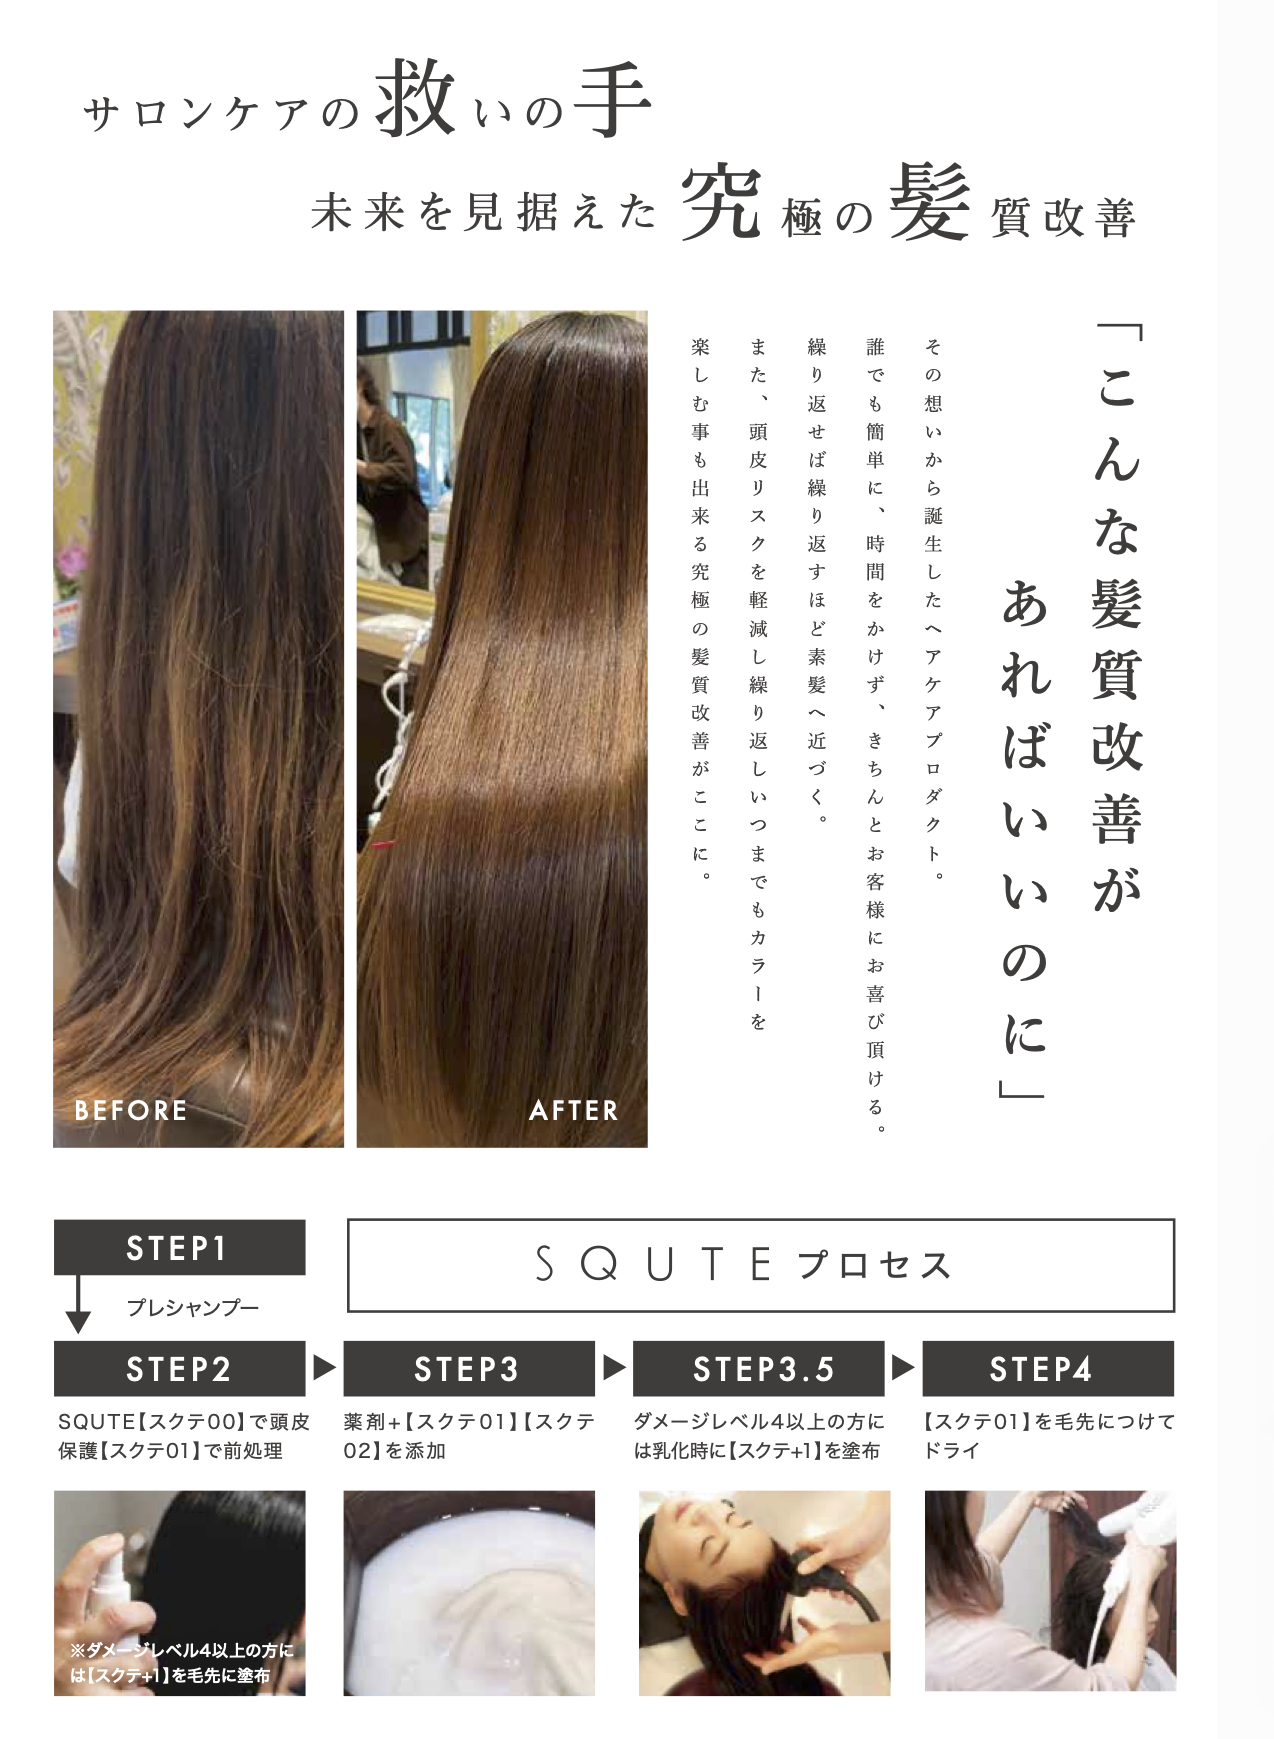 サロンケアの救いの手
未来を見据えた究極の髪質改善
「こんな髪質改善が
あればいいのに」
その想いから誕生したヘアケアプロダクト。
誰でも簡単に、時間をかけず、きちんとお客様にお喜び頂ける。
繰り返せば繰り返すほど素髪へ近づく。
また、頭皮リスクを軽減し繰り返しいつまでもカラーを
楽しむ事も出来る究極の髪質改善がここに。
BEFORE
AFTER
STEP1
プレシャンプー
SQUTE プロセス
STEP2
SQUTE【スクテ00】で頭皮
保護【スクテ01】で前処理
※ダメージレベル4以上の方に
は【スクテ+1】を毛先に塗布
STEP3
薬剤+【スクテ01】【スクテ
02】を添加
STEP3.5
ダメージレベル4以上の方に
は乳化時に【スクテ+1】を塗布
STEP4
【スクテ01】を毛先につけて
ドライ